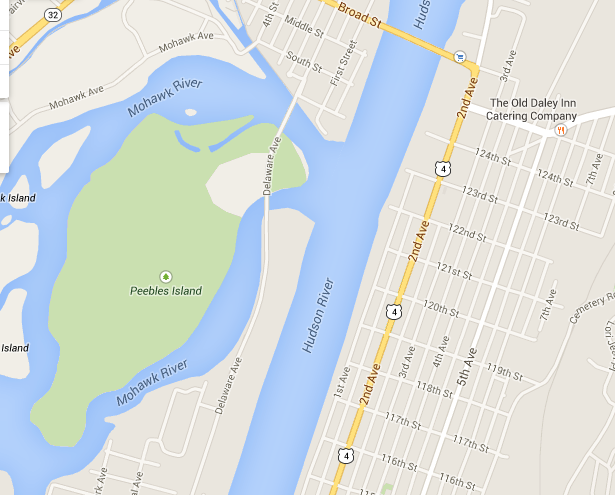 32
4th St
Middle St
Broad St
Mohawk Ave
South St
First Street
Mohawk Ave
Mohawk River
2nd Ave
3rd Ave
The Old Daley Inn
Catering Company
Delaware Ave
124th St
124th St
7th Ave
4
123rd St
123rd St
k Island
2nd Ave
122nd St
121st St
Peebles Island
Hudson River
120th St
7th Ave
Cemetery R
4
Island
3rd Ave
4th Ave
5th Ave
119th St
Mohawk River
Delaware Ave
1st Ave
2nd Ave
118th St
117th St
117th St
4
116th St
116th St